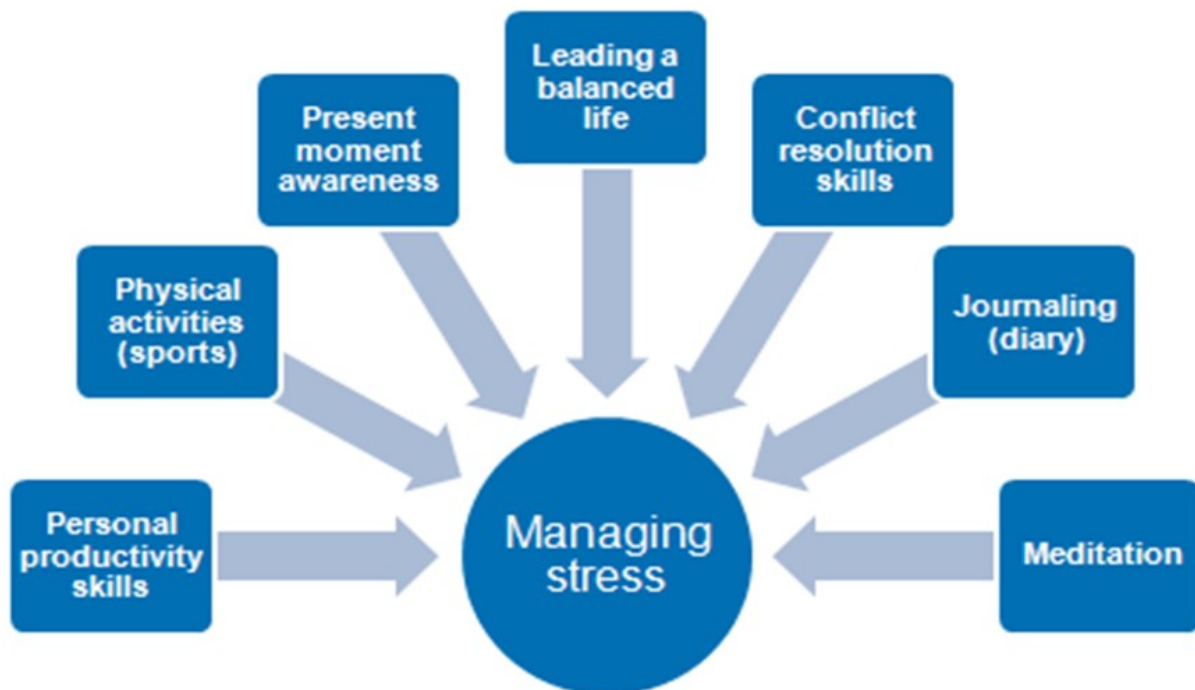 Leading a
balanced
life
Present
moment
awareness
Conflict
resolution
skills
Physical
activities
(sports)
Journaling
(diary)
Personal
productivity
skills
Managing
stress
Meditation